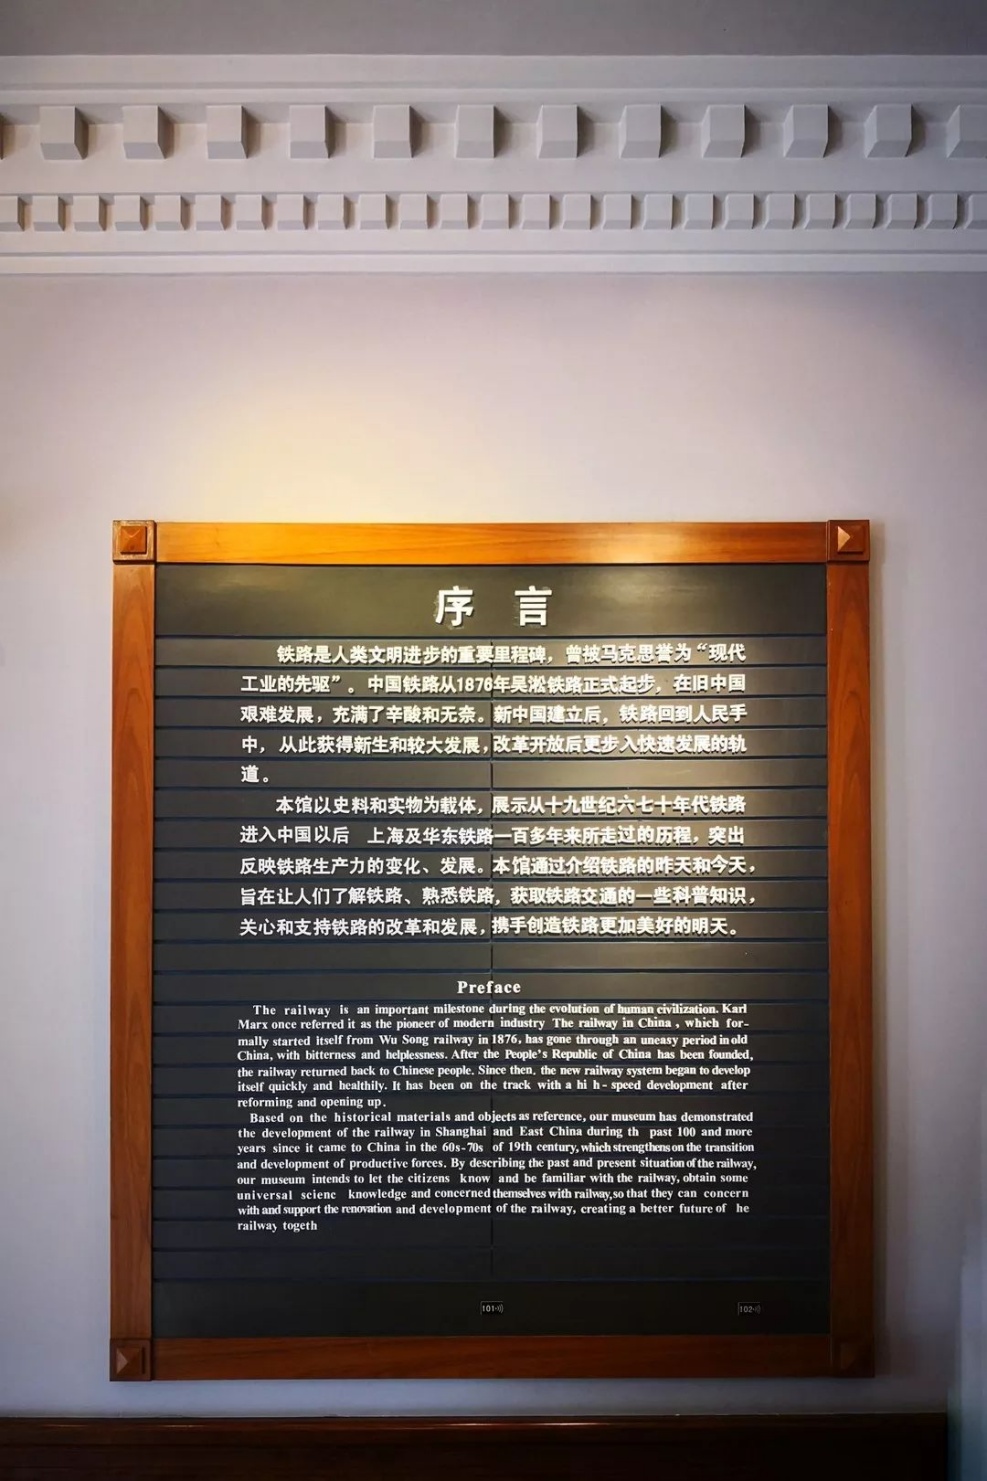 序言
铁路是人类文明进步的重要里程碑，曾被马克思誉为“现代
工业的先驱”。中国铁路从1876年吴淞铁路正式起步，在旧中国
艰难发展，充满了辛酸和无奈。新中国建立后，铁路回到人民手
中，从此获得新生和较大发展，改革开放后更步入快速发展的轨
道。
本馆以史料和实物为载体，展示从十九世纪六七十年代铁路
进入中国以后 上海及华东铁路一百多年来所走过的历程，突出
反映铁路生产力的变化、发展。本馆通过介绍铁路的昨天和今天，
旨在让人们了解铁路、熟悉铁路，获取铁路交通的一些科普知识，
关心和支持铁路的改革和发展，携手创造铁路更加美好的明天。
Preface
The railway is an important milestone during the evolution of human civilization. Karl
Marx once referred it as the pioneer of modern industry The railway in China , which for-
mally started itself from Wu Song railway in 1876, has gone through an uneasy period in old
China, with bitterness and helplessness. After the People's Republic of China has been founded,
the railway returned back to Chinese people. Since then, the new railway system began to develop
itself quickly and healthily. It has been on the track with a hi h-speed development after
reforming and opening up.
Based on the historical materials and objects as reference, our museum has demonstrated
the development of the railway in Shanghai and East China during th past 100 and more
years since it came to China in the 60s-70s of 19th century, which strengthens on the transition
and development of productive forces. By describing the past and present situation of the railway,
our museum intends to let the citizens know and be familiar with the railway, obtain some
universal scienc knowledge and concerned themselves with railway,so that they can concern
with and support the renovation and development of the railway, creating a better future of he
railway togeth
101
102